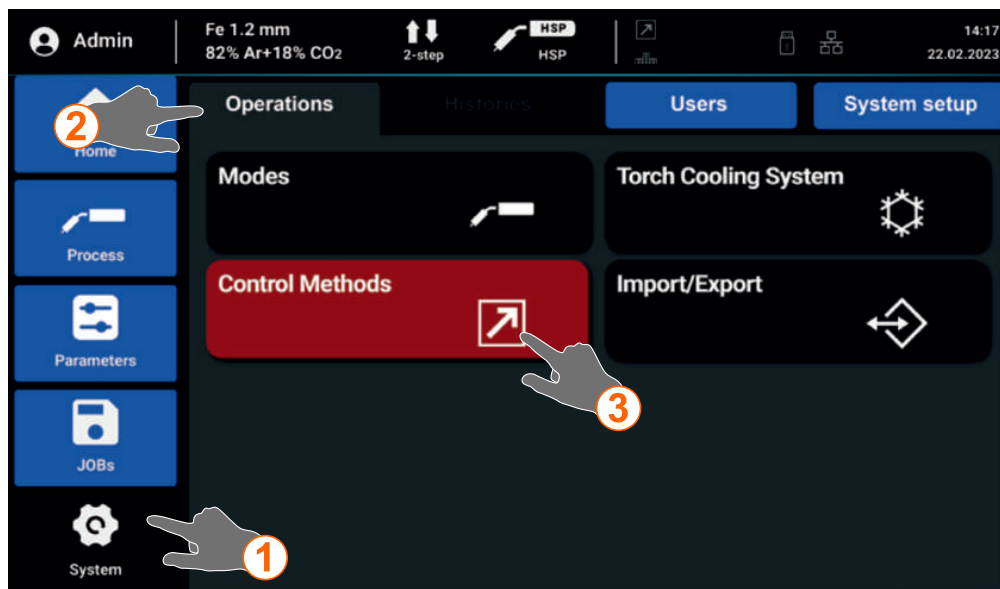 Admin
Fe 1.2 mm
82% Ar+18% CO2
2-step
HSP
HSP
14:17
22.02.2023
2
Home
Operations
Histories
Users
System setup
Modes
Torch Cooling System
Process
Control Methods
Import/Export
Parameters
3
JOBs
1
System